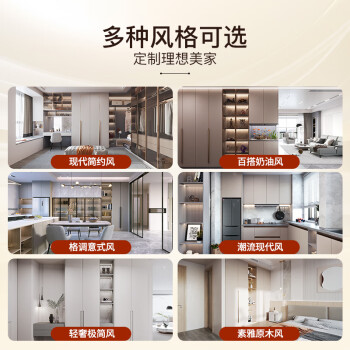 多种风格可选
定制理想美家
现代简约风
百搭奶油风
格调意式风
潮流现代风
轻奢极简风
素雅原木风